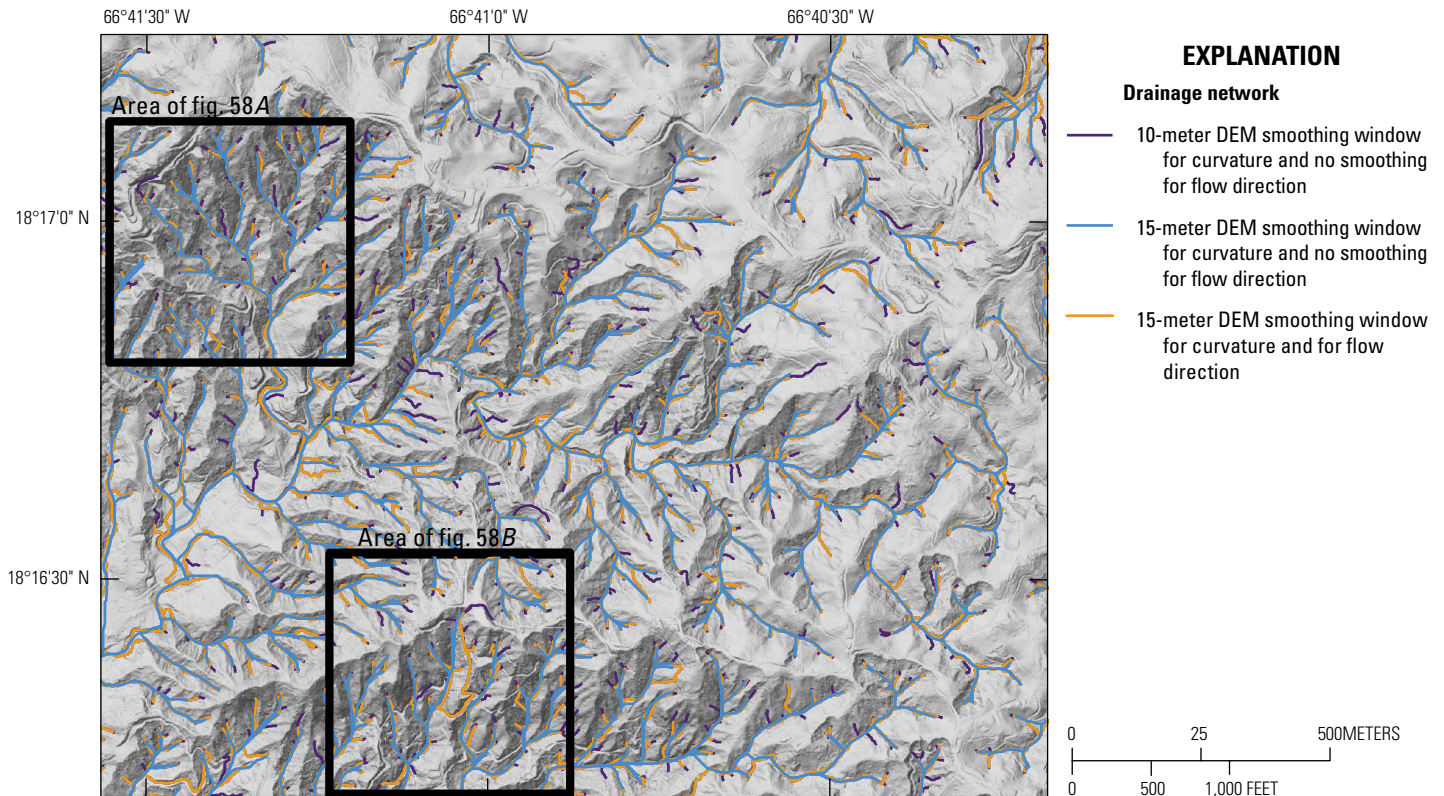 66°41'30" W
66°41'0" W
66°40'30" W
Area of fig. 58A
18°17'0" N
Area of fig. 58B
18°16'30" N
EXPLANATION
Drainage network
10-meter DEM smoothing window
for curvature and no smoothing
for flow direction
15-meter DEM smoothing window
for curvature and no smoothing
for flow direction
15-meter DEM smoothing window
for curvature and for flow
direction
0 25 500METERS
0 500 1,000 FEET